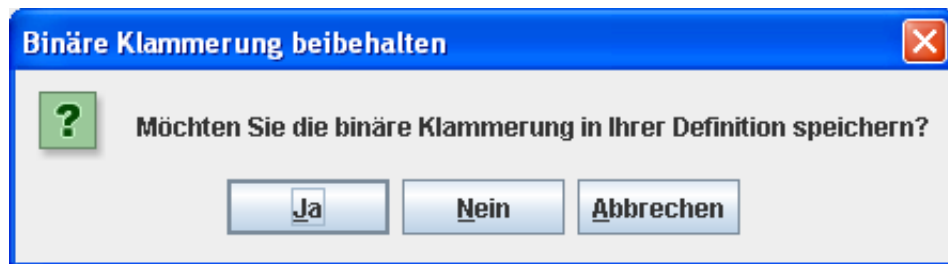 Binäre Klammerung beibehalten
Möchten Sie die binäre Klammerung in Ihrer Definition speichern?
Ja Nein Abbrechen